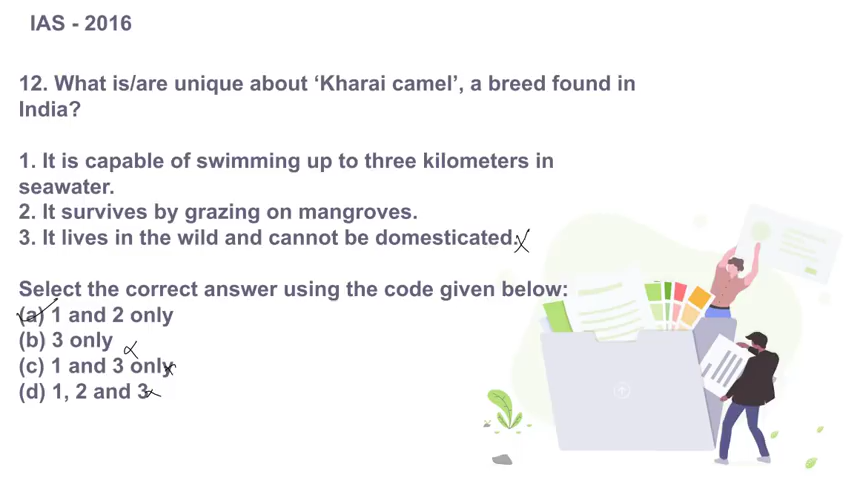 IAS - 2016
12. What is/are unique about ‘Kharai camel’, a breed found in
India?
1. It is capable of swimming up to three kilometers in
seawater.
2. It survives by grazing on mangroves.
3. It lives in the wild and cannot be domesticated.
Select the correct answer using the code given below:
(a) 1 and 2 only
(b) 3 only
(c) 1 and 3 only
(d) 1, 2 and 3